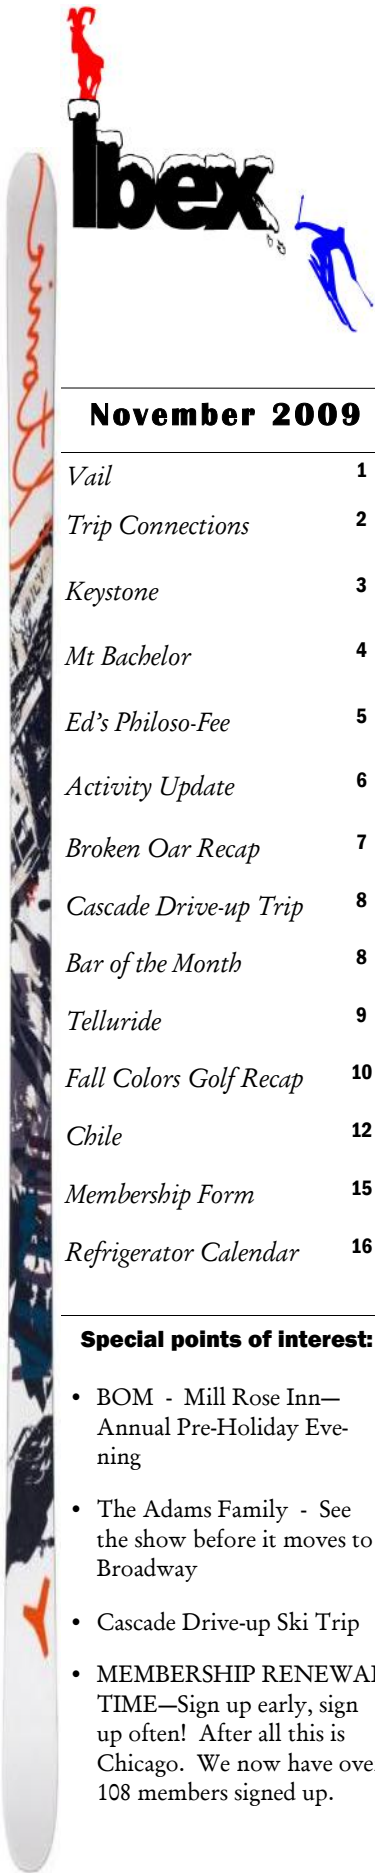 Ibex
November 2009
Vail 1
Trip Connections 2
Keystone 3
Mt Bachelor 4
Ed's Philoso-Fee 5
Activity Update 6
Broken Oar Recap 7
Cascade Drive-up Trip 8
Bar of the Month 8
Telluride 9
Fall Colors Golf Recap 10
Chile 12
Membership Form 15
Refrigerator Calendar 16
Special points of interest:
• BOM - Mill Rose Inn—
Annual Pre-Holiday Eve-
ning
• The Adams Family - See
the show before it moves to
Broadway
• Cascade Drive-up Ski Trip
• MEMBERSHIP RENEWAL
TIME—Sign up early, sign
up often! After all this is
Chicago. We now have over
108 members signed up.